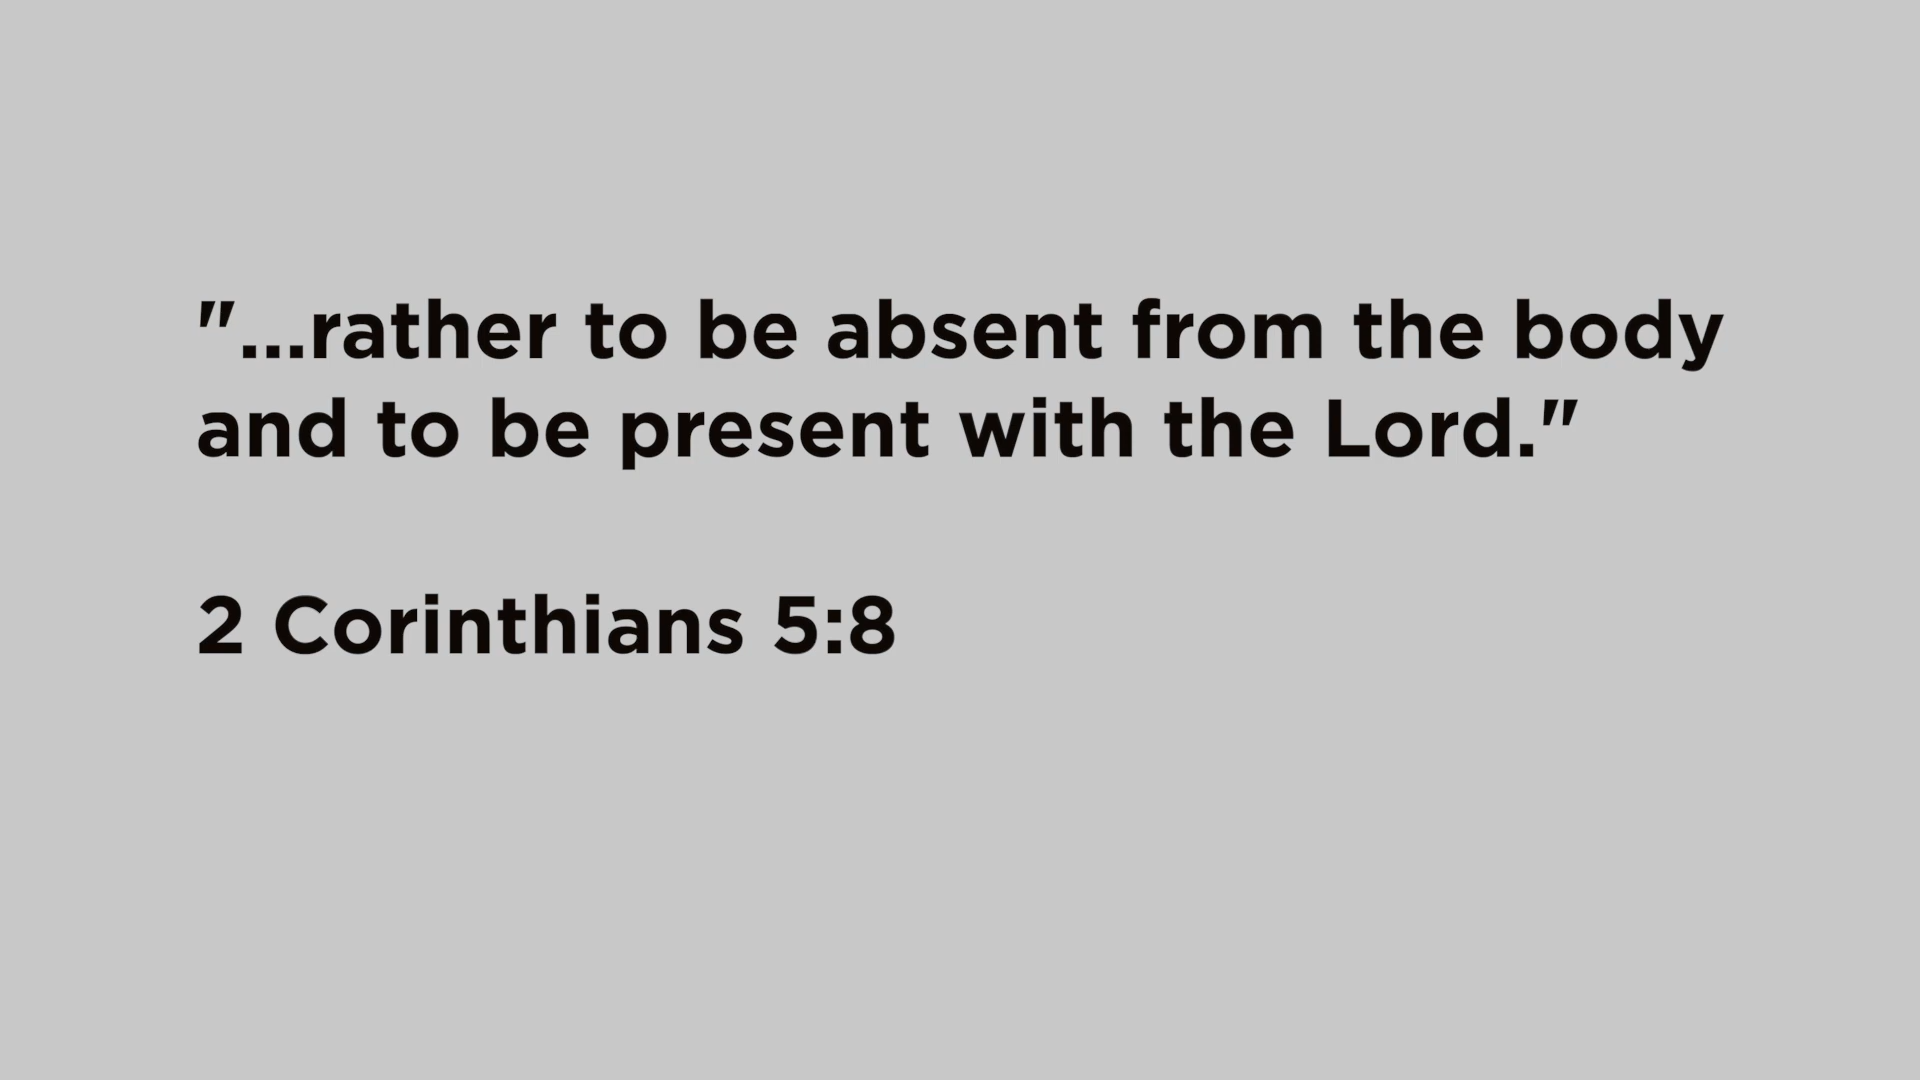 "...rather to be absent from the body
and to be present with the Lord."
2 Corinthians 5:8